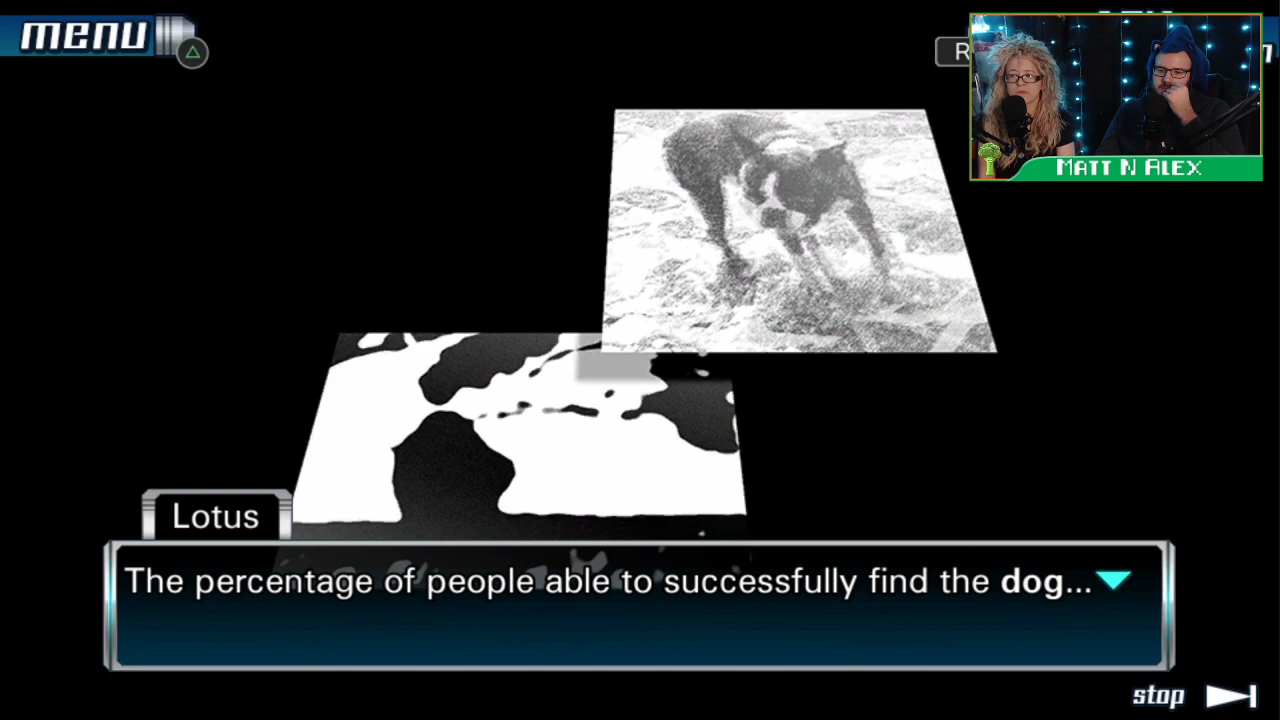 menu
R
MATT N ALEX
Lotus
The percentage of people able to successfully find the dog...
stop